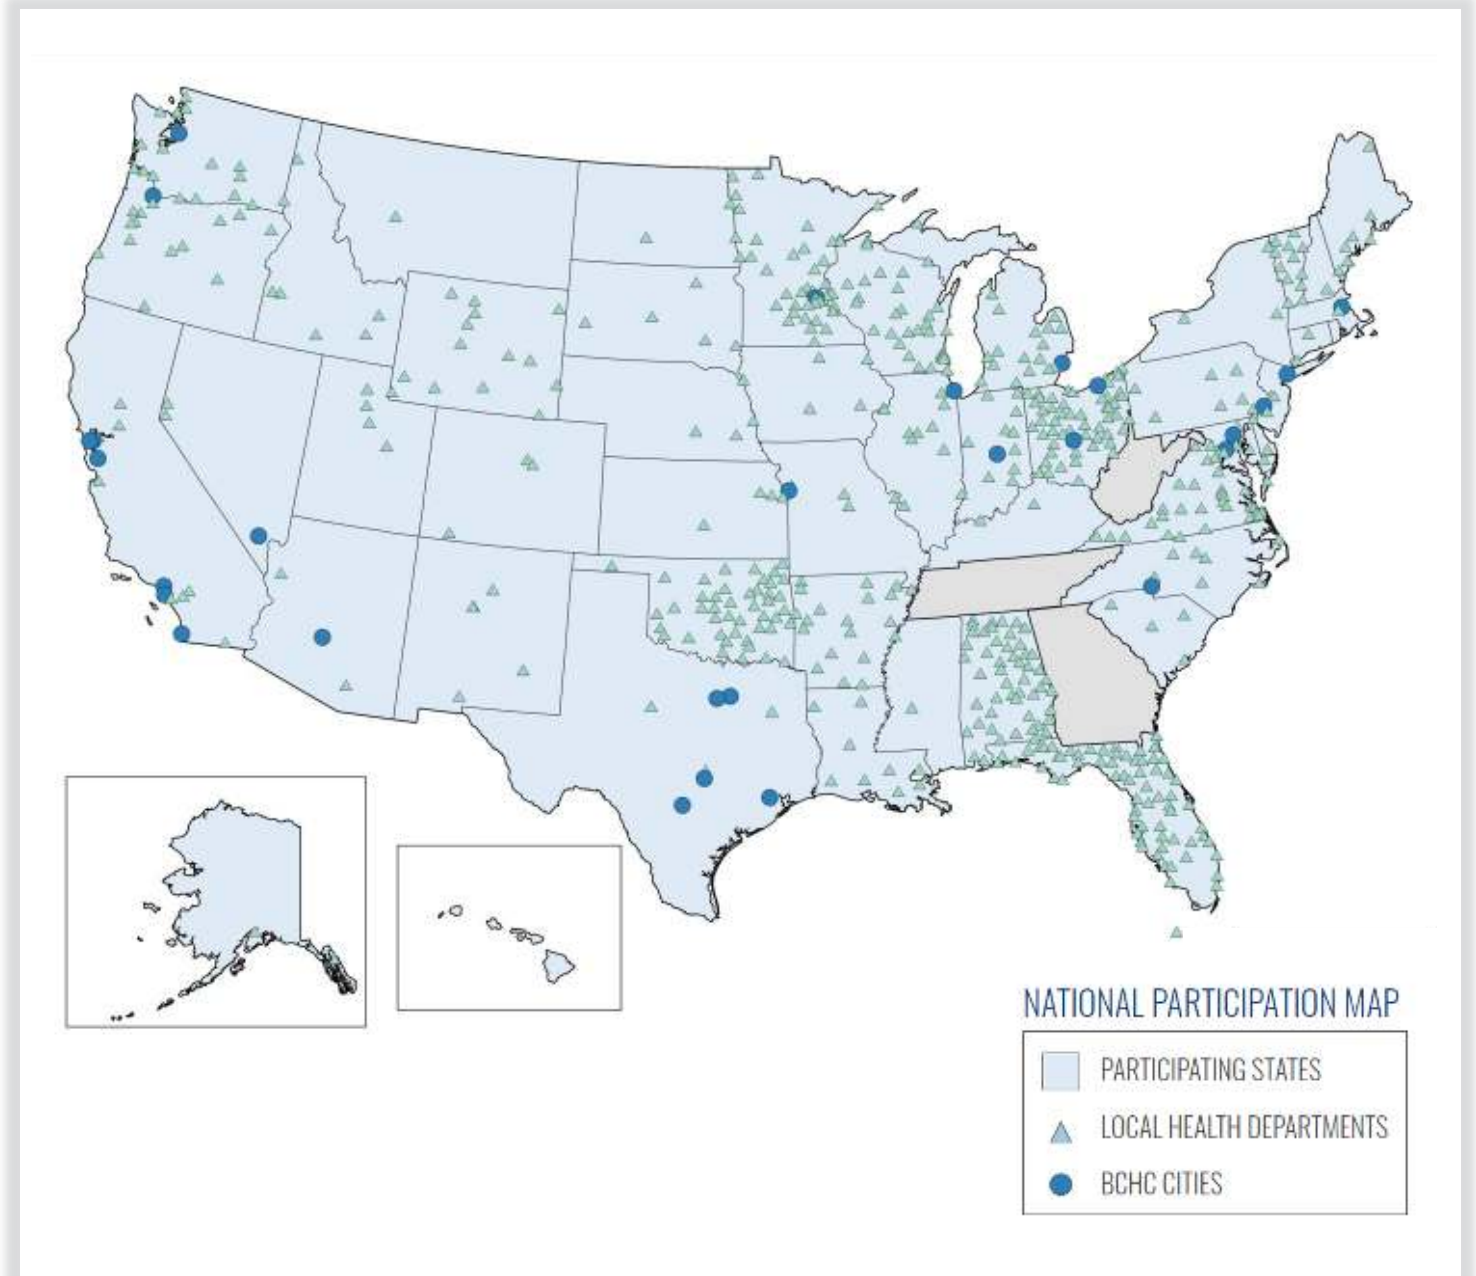 NATIONAL PARTICIPATION MAP
PARTICIPATING STATES
LOCAL HEALTH DEPARTMENTS
BCHC CITIES